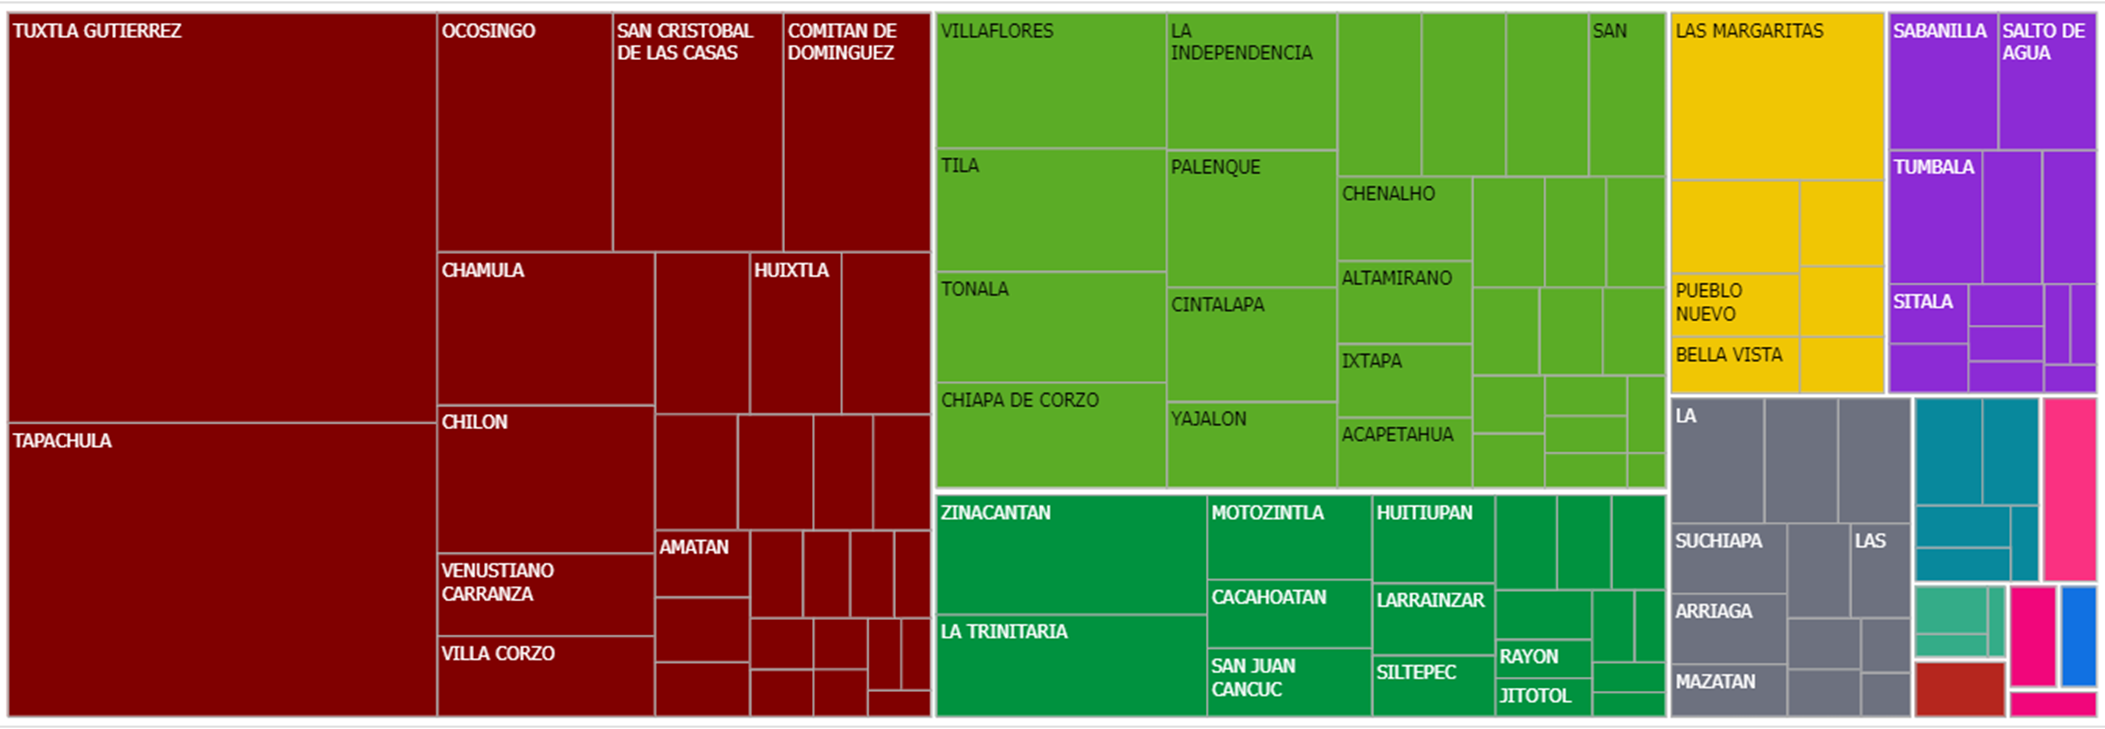 TUXTLA GUTIERREZ
OCOSINGO
SAN CRISTOBAL
DE LAS CASAS
COMITAN DE
DOMINGUEZ
CHAMULA
HUIXTLA
CHILON
TAPACHULA
AMATAN
VENUSTIANO
CARRANZA
VILLA CORZO
VILLAFLORES
LA
INDEPENDENCIA
SAN
TILA
PALENQUE
CHENALHO
TONALA
CINTALAPA
ALTAMIRANO
IXTAPA
CHIAPA DE CORZO
YAJALON
ACAPETAHUA
ZINACANTAN
MOTOZINTLA
HUITIUPAN
CACAHOATAN
LARRAINZAR
LA TRINITARIA
SAN JUAN
CANCUC
SILTEPEC
RAYON
JITOTOL
LAS MARGARITAS
PUEBLO
NUEVO
BELLA VISTA
SABANILLA
SALTO DE
AGUA
TUMBALA
SITALA
LA
SUCHIAPA
LAS
ARRIAGA
MAZATAN